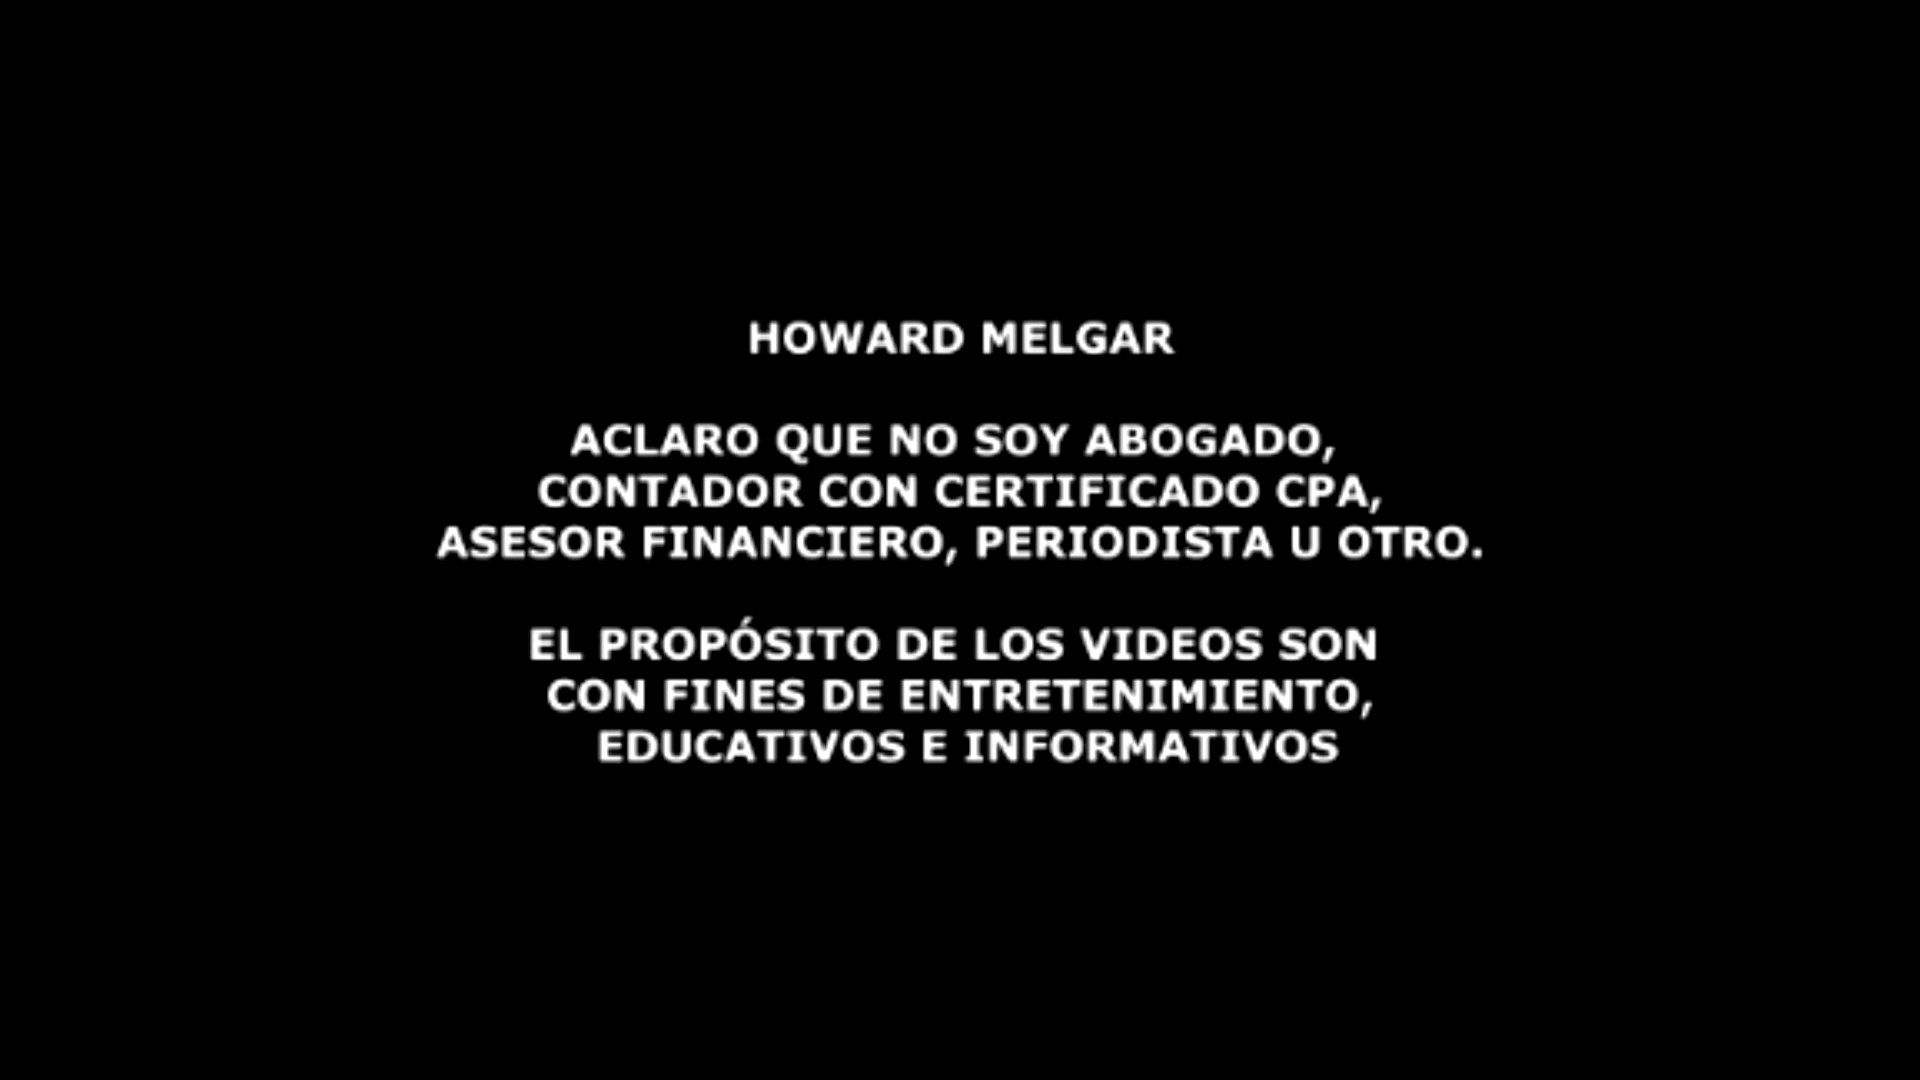 HOWARD MELGAR
ACLARO QUE NO SOY ABOGADO,
CONTADOR CON CERTIFICADO CPA,
ASESOR FINANCIERO, PERIODISTA U OTRO.
EL PROPÓSITO DE LOS VIDEOS SON
CON FINES DE ENTRETENIMIENTO,
EDUCATIVOS E INFORMATIVOS